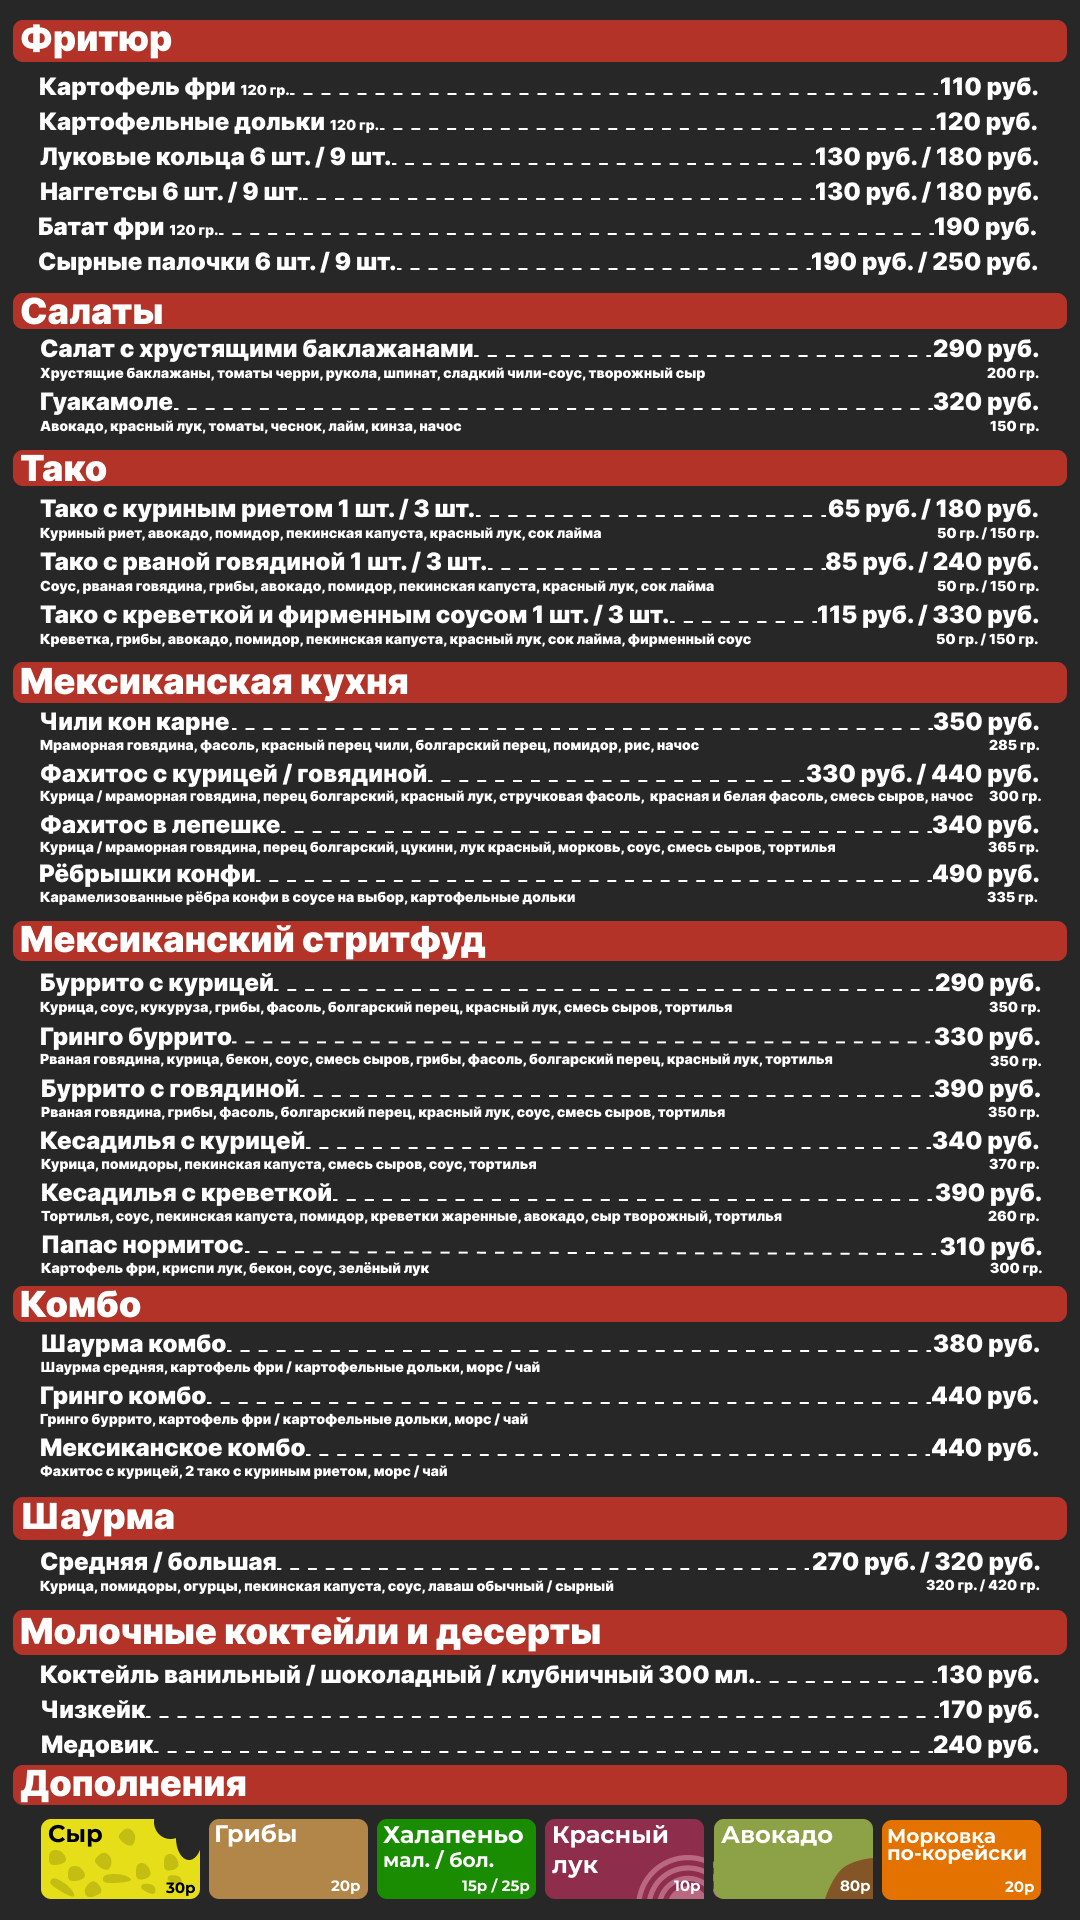 Фритюр
Картофель фри 120 гр. 110 руб.
Картофельные дольки 120 гр. 120 руб.
Луковые кольца 6 шт. / 9 шт. 130 руб. / 180 руб.
Наггетсы 6 шт. / 9 шт. 130 руб. / 180 руб.
Батат фри 120 гр. 190 руб.
Сырные палочки 6 шт. / 9 шт. 190 руб. / 250 руб.
Салаты
Салат с хрустящими баклажанами 290 руб.
Хрустящие баклажаны, томаты черри, рукола, шпинат, сладкий чили-соус, творожный сыр 200 гр.
Гуакамоле 320 руб.
Авокадо, красный лук, томаты, чеснок, лайм, кинза, начос 150 гр.
Тако
Тако с куриным риетом 1 шт. / 3 шт. 65 руб. / 180 руб.
Куриный риет, авокадо, помидор, пекинская капуста, красный лук, сок лайма 50 гр. / 150 гр.
Тако с рваной говядиной 1 шт. / 3 шт. 85 руб. / 240 руб.
Соус, рваная говядина, грибы, авокадо, помидор, пекинская капуста, красный лук, сок лайма 50 гр. / 150 гр.
Тако с креветкой и фирменным соусом 1 шт. / 3 шт. 115 руб. / 330 руб.
Креветка, грибы, авокадо, помидор, пекинская капуста, красный лук, сок лайма, фирменный соус 50 гр. / 150 гр.
Мексиканская кухня
Чили кон карне 350 руб.
Мраморная говядина, фасоль, красный перец чили, болгарский перец, помидор, рис, начос 285 гр.
Фахитос с курицей / говядиной 330 руб. / 440 руб.
Курица / мраморная говядина, перец болгарский, красный лук, стручковая фасоль, красная и белая фасоль, смесь сыров, начос 300 гр.
Фахитос в лепешке 340 руб.
Курица / мраморная говядина, перец болгарский, цукини, лук красный, морковь, соус, смесь сыров, тортилья 365 гр.
Рёбрышки конфи 490 руб.
Карамелизованные рёбра конфи в соусе на выбор, картофельные дольки 335 гр.
Мексиканский стритфуд
Буррито с курицей 290 руб.
Курица, соус, кукуруза, грибы, фасоль, болгарский перец, красный лук, смесь сыров, тортилья 350 гр.
Гринго буррито 330 руб.
Рваная говядина, курица, бекон, соус, смесь сыров, грибы, фасоль, болгарский перец, красный лук, тортилья 350 гр.
Буррито с говядиной 390 руб.
Рваная говядина, грибы, фасоль, болгарский перец, красный лук, соус, смесь сыров, тортилья 350 гр.
Кесадилья с курицей 340 руб.
Курица, помидоры, пекинская капуста, смесь сыров, соус, тортилья 370 гр.
Кесадилья с креветкой 390 руб.
Тортилья, соус, пекинская капуста, помидор, креветки жаренные, авокадо, сыр творожный, тортилья 260 гр.
Папас нормитос 310 руб.
Картофель фри, криспи лук, бекон, соус, зелёный лук 300 гр.
Комбо
Шаурма комбо 380 руб.
Шаурма средняя, картофель фри / картофельные дольки, морс / чай
Гринго комбо 440 руб.
Гринго буррито, картофель фри / картофельные дольки, морс / чай
Мексиканское комбо 440 руб.
Фахитос с курицей, 2 тако с куриным риетом, морс / чай
Шаурма
Средняя / большая 270 руб. / 320 руб.
Курица, помидоры, огурцы, пекинская капуста, соус, лаваш обычный / сырный 320 гр. / 420 гр.
Молочные коктейли и десерты
Коктейль ванильный / шоколадный / клубничный 300 мл. 130 руб.
Чизкейк 170 руб.
Медовик 240 руб.
Дополнения
Сыр
30р
Грибы
20р
Халапеньо
мал. / бол.
15р / 25р
Красный
лук
10р
Авокадо
80р
Морковка
по-корейски
20р